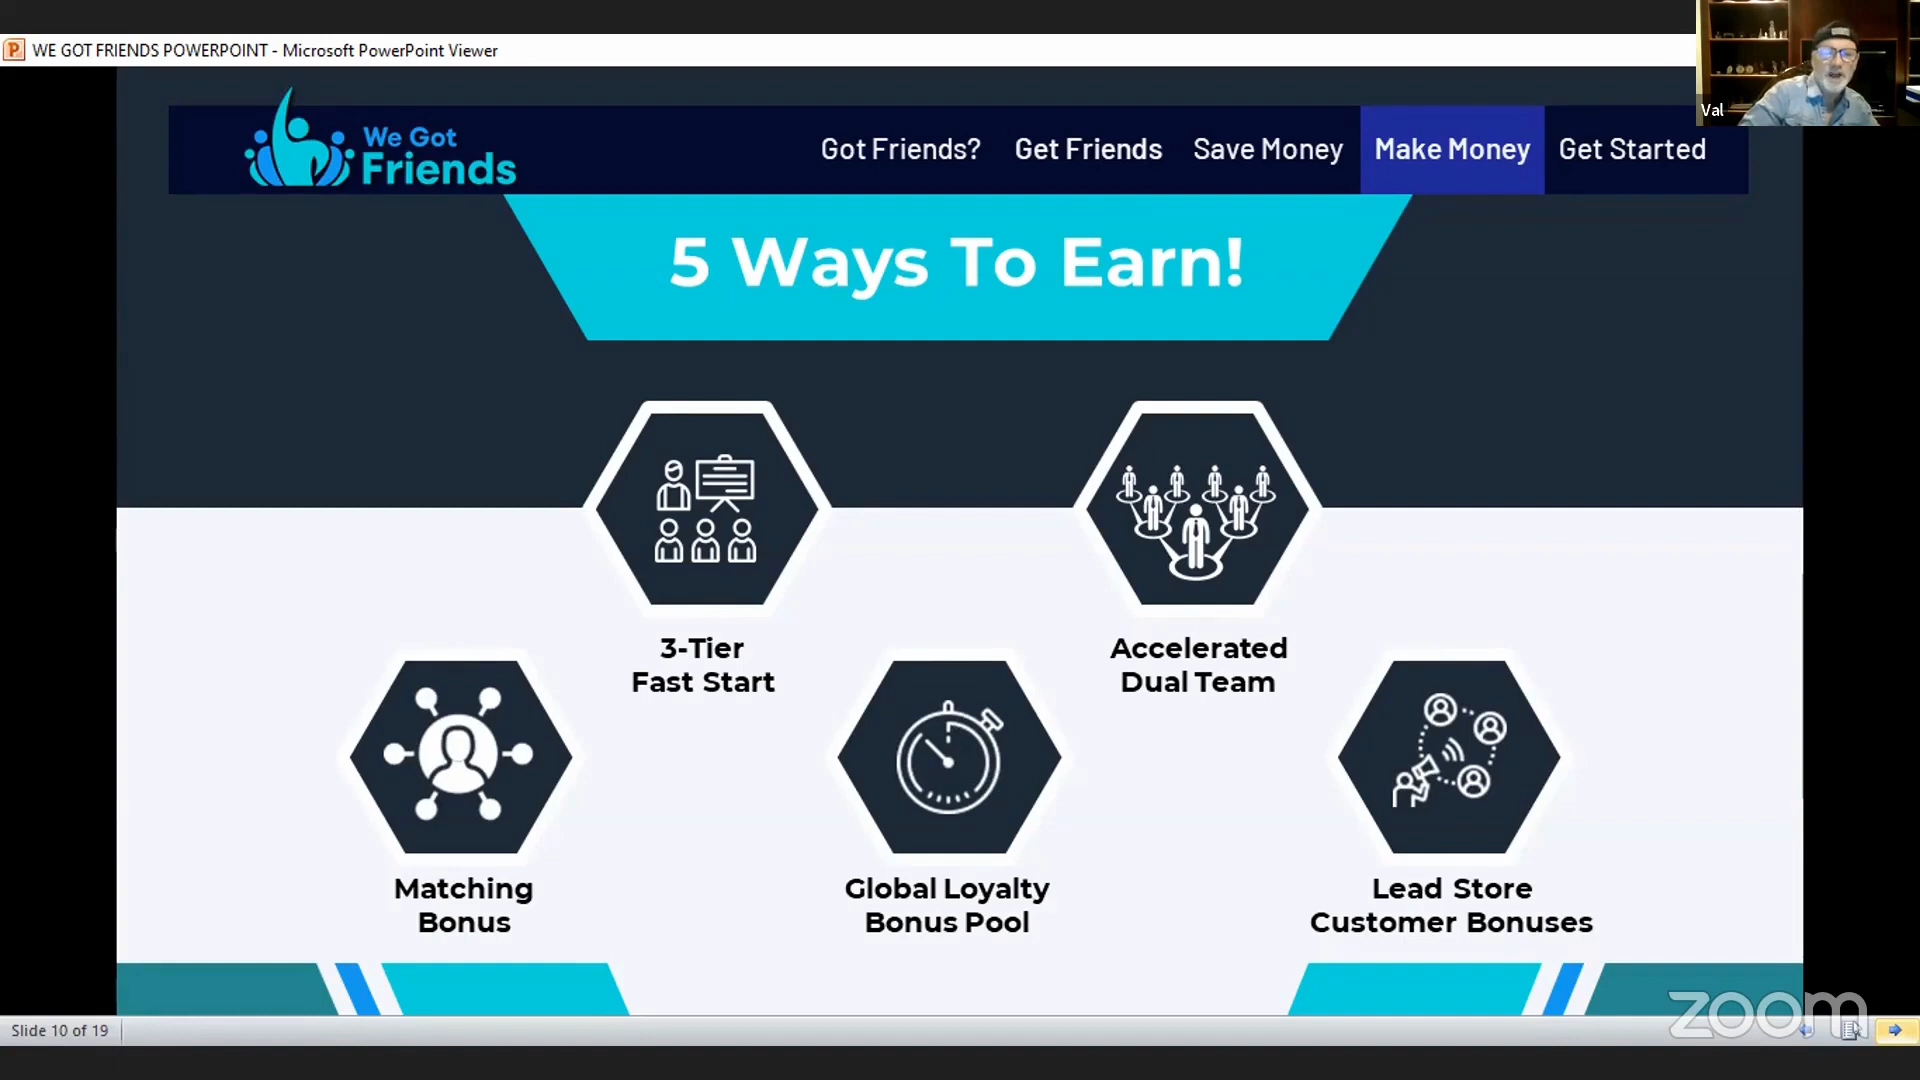 WE GOT FRIENDS POWERPOINT - Microsoft PowerPoint Viewer
Val
We Got
Friends
Got Friends? Get Friends Save Money Make Money Get Started
5 Ways To Earn!
3-Tier
Fast Start
Accelerated
Dual Team
Matching
Bonus
Global Loyalty
Bonus Pool
Lead Store
Customer Bonuses
Slide 10 of 19
zoom